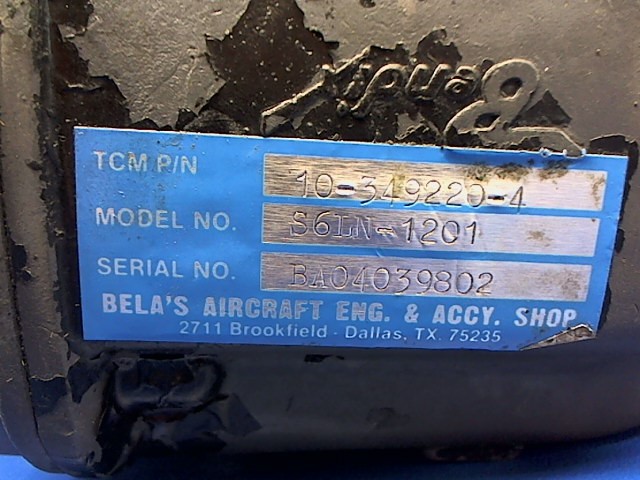 Bendix
TCM P/N 10-349220-4
MODEL NO. S6LN-1201
SERIAL NO. BA04039802
BELA'S AIRCRAFT ENG. & ACCY. SHOP
2711 Brookfield - Dallas, TX. 75235